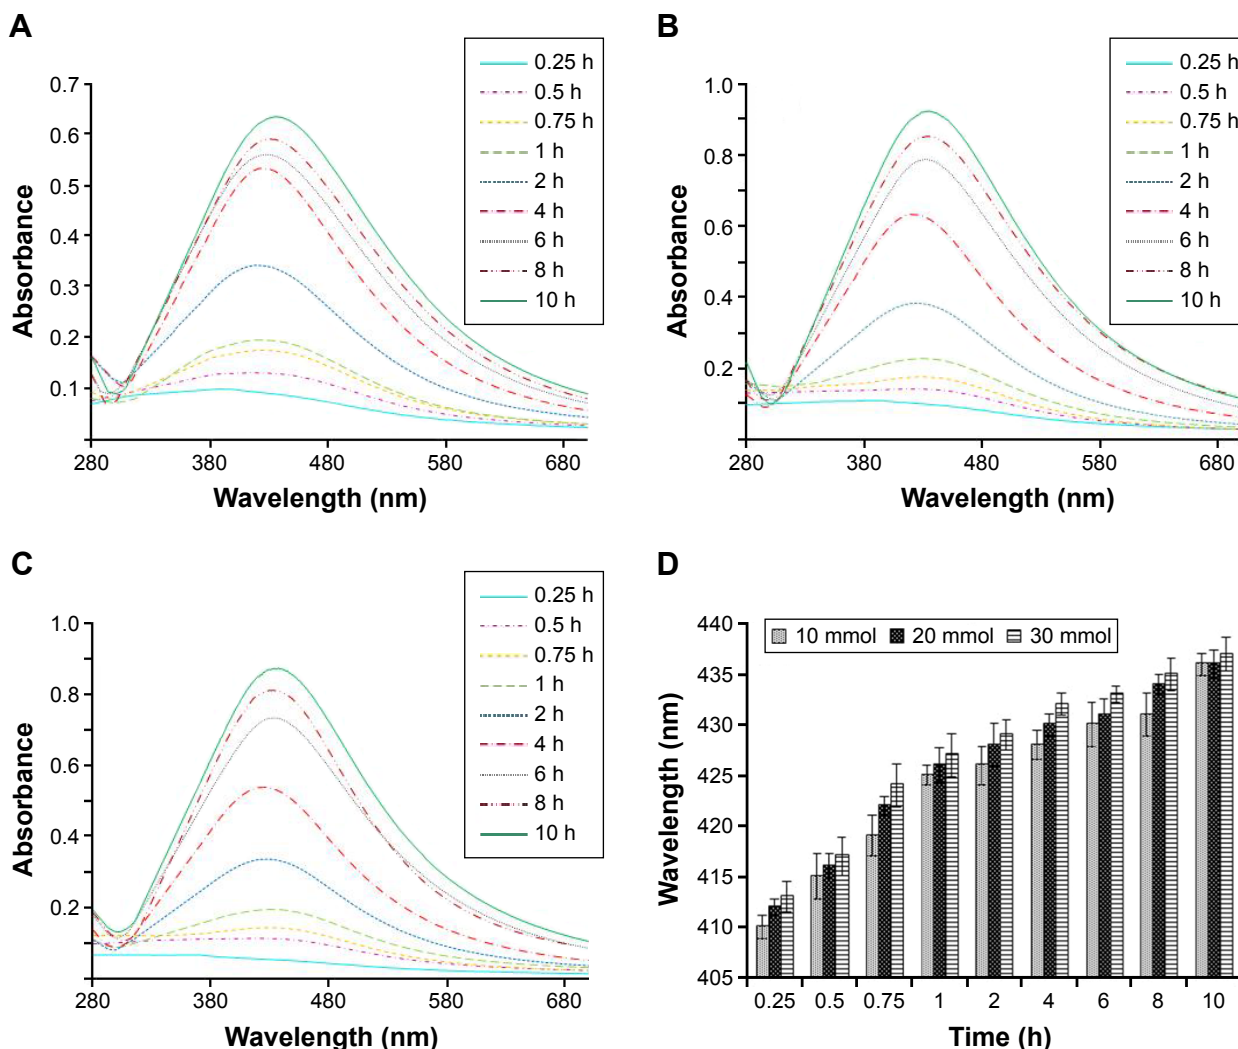 A
0.25 h
0.5 h
0.75 h
1 h
2 h
4 h
6 h
8 h
10 h
0.7
0.6
0.5
0.4
0.3
0.2
0.1
Absorbance
280
380
480
580
680
Wavelength (nm)
B
0.25 h
0.5 h
0.75 h
1 h
2 h
4 h
6 h
8 h
10 h
1.0
0.8
0.6
0.4
0.2
Absorbance
280
380
480
580
680
Wavelength (nm)
C
0.25 h
0.5 h
0.75 h
1 h
2 h
4 h
6 h
8 h
10 h
1.0
0.8
0.6
0.4
0.2
Absorbance
280
380
480
580
680
Wavelength (nm)
D
10 mmol 20 mmol 30 mmol
440
435
430
425
420
415
410
405
Wavelength (nm)
0.25
0.5
0.75
1
2
4
6
8
10
Time (h)